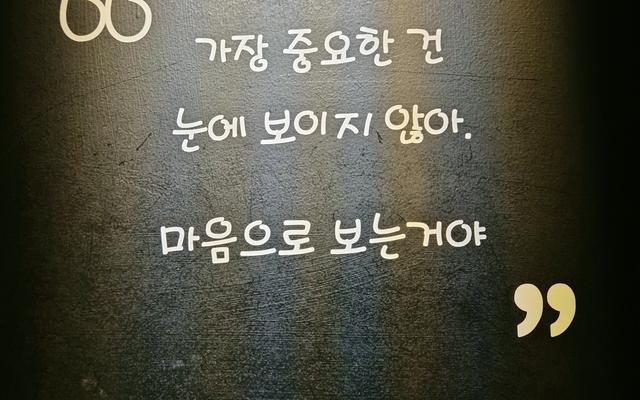 “
가장 중요한 건
눈에 보이지 않아.
마음으로 보는거야
”